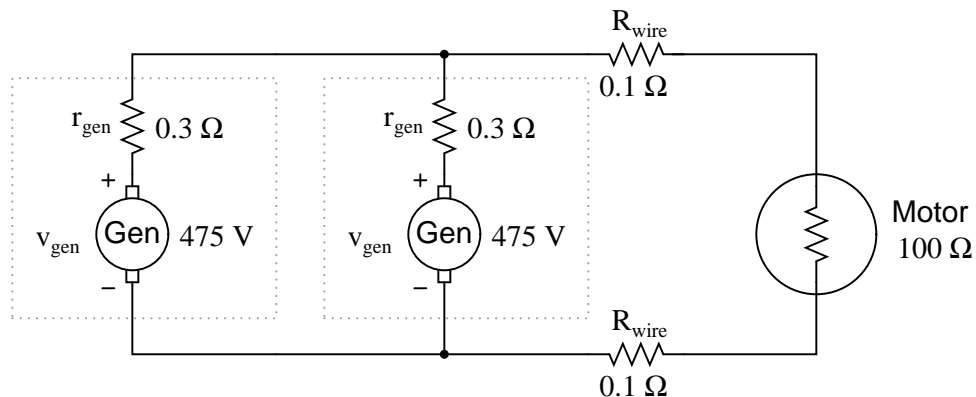 R_wire
0.1 Ω
r_gen 0.3 Ω
r_gen 0.3 Ω
+
+
v_gen Gen 475 V
v_gen Gen 475 V
Motor
100 Ω
−
−
R_wire
0.1 Ω